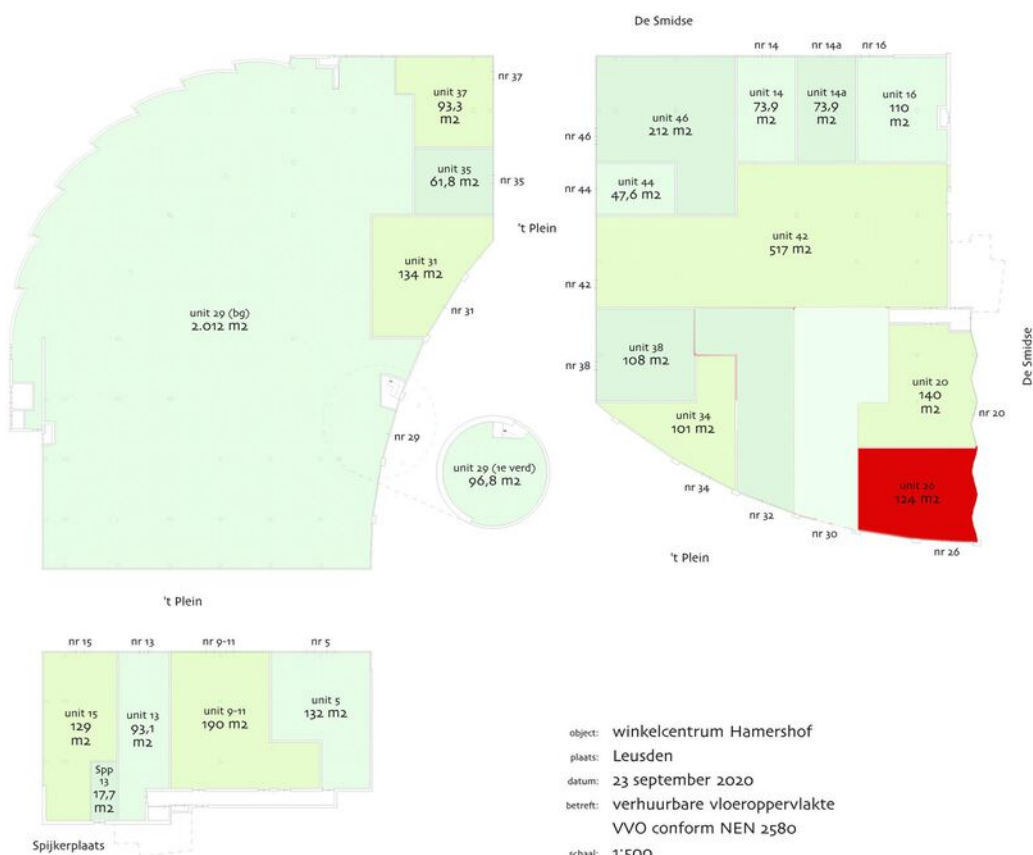 De Smidse
nr 14
nr 14a
nr 16
nr 37
unit 37
93,3
m2
unit 35
61,8 m2
nr 35
unit 31
134 m2
nr 31
't Plein
unit 29 (bg)
2.012 m2
nr 29
unit 29 (1e verd)
96,8 m2
unit 46
212 m2
nr 46
unit 14
73,9
m2
unit 14a
73,9
m2
unit 16
110
m2
unit 44
47,6 m2
nr 44
unit 42
517 m2
nr 42
unit 38
108 m2
nr 38
unit 34
101 m2
nr 34
nr 32
nr 30
unit 20
140
m2
nr 20
De Smidse
unit 26
124 m2
nr 26
't Plein
't Plein
nr 15
nr 13
nr 9-11
nr 5
unit 15
129
m2
unit 13
93,1
m2
unit 9-11
190 m2
unit 5
132 m2
Spp
13
17,7
m2
Spijkerplaats
object: winkelcentrum Hamershof
plaats: Leusden
datum: 23 september 2020
betreft: verhuurbare vloeroppervlakte
VVO conform NEN 2580
schaal: 1:500